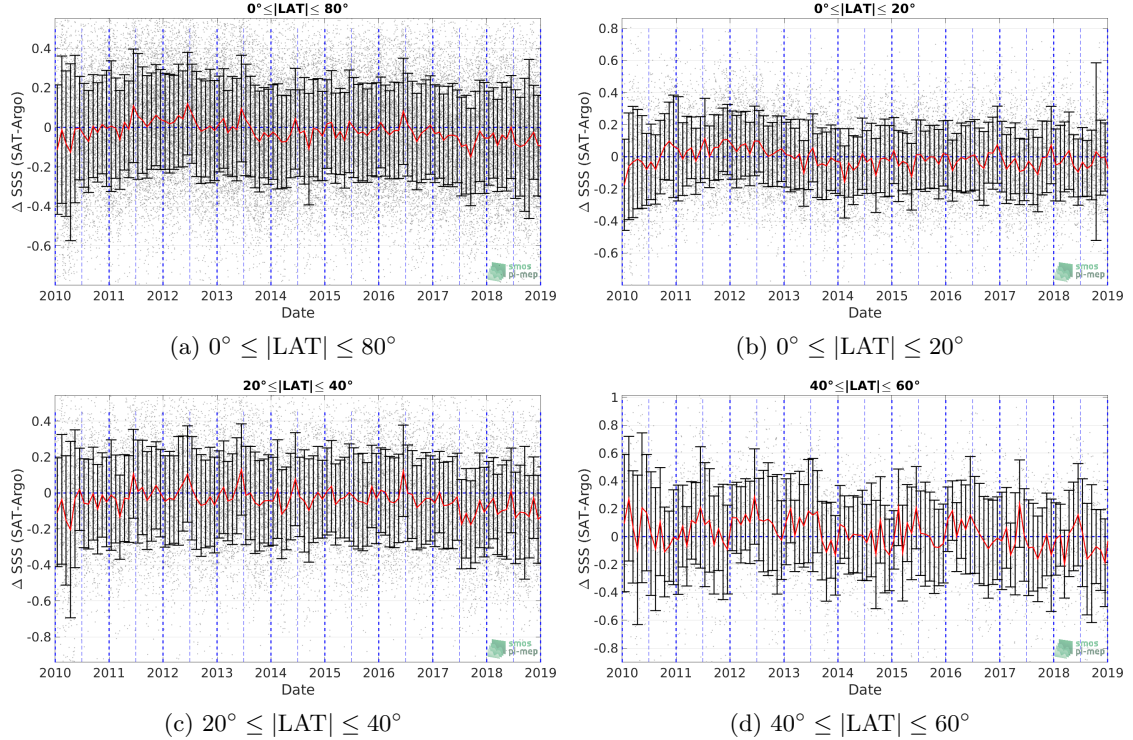 0°≤|LAT|≤ 80°
Δ SSS (SAT-Argo)
0.4
0.2
0
-0.2
-0.4
-0.6
2010 2011 2012 2013 2014 2015 2016 2017 2018 2019
Date
smos
pi-mep
(a) 0° ≤ |LAT| ≤ 80°
0°≤|LAT|≤ 20°
Δ SSS (SAT-Argo)
0.8
0.6
0.4
0.2
0
-0.2
-0.4
-0.6
2010 2011 2012 2013 2014 2015 2016 2017 2018 2019
Date
smos
pi-mep
(b) 0° ≤ |LAT| ≤ 20°
20°≤|LAT|≤ 40°
Δ SSS (SAT-Argo)
0.4
0.2
0
-0.2
-0.4
-0.6
-0.8
2010 2011 2012 2013 2014 2015 2016 2017 2018 2019
Date
smos
pi-mep
(c) 20° ≤ |LAT| ≤ 40°
40°≤|LAT|≤ 60°
Δ SSS (SAT-Argo)
1
0.8
0.6
0.4
0.2
0
-0.2
-0.4
-0.6
-0.8
2010 2011 2012 2013 2014 2015 2016 2017 2018 2019
Date
smos
pi-mep
(d) 40° ≤ |LAT| ≤ 60°